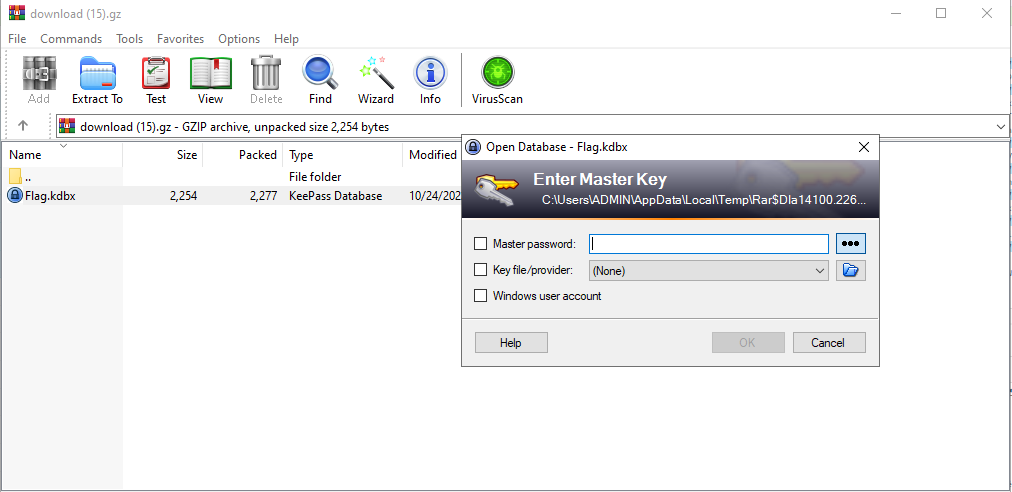 download (15).gz
File Commands Tools Favorites Options Help
Add Extract To Test View Delete Find Wizard Info VirusScan
download (15).gz - GZIP archive, unpacked size 2,254 bytes
Name Size Packed Type Modified
.. File folder
Flag.kdbx 2,254 2,277 KeePass Database 10/24/202
Open Database - Flag.kdbx
Enter Master Key
C:\Users\ADMIN\AppData\Local\Temp\Rar$DIa14100.226...
Master password:
Key file/provider: (None)
Windows user account
Help OK Cancel